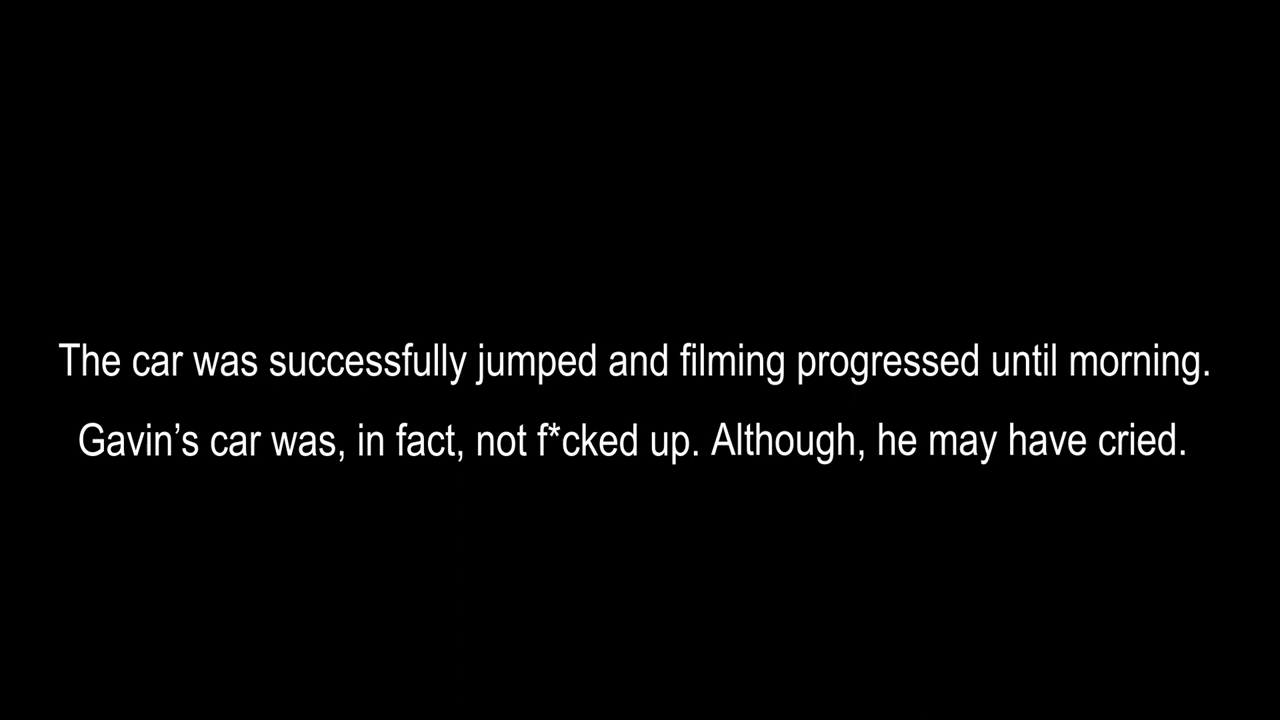 The car was successfully jumped and filming progressed until morning.
Gavin’s car was, in fact, not f*cked up. Although, he may have cried.